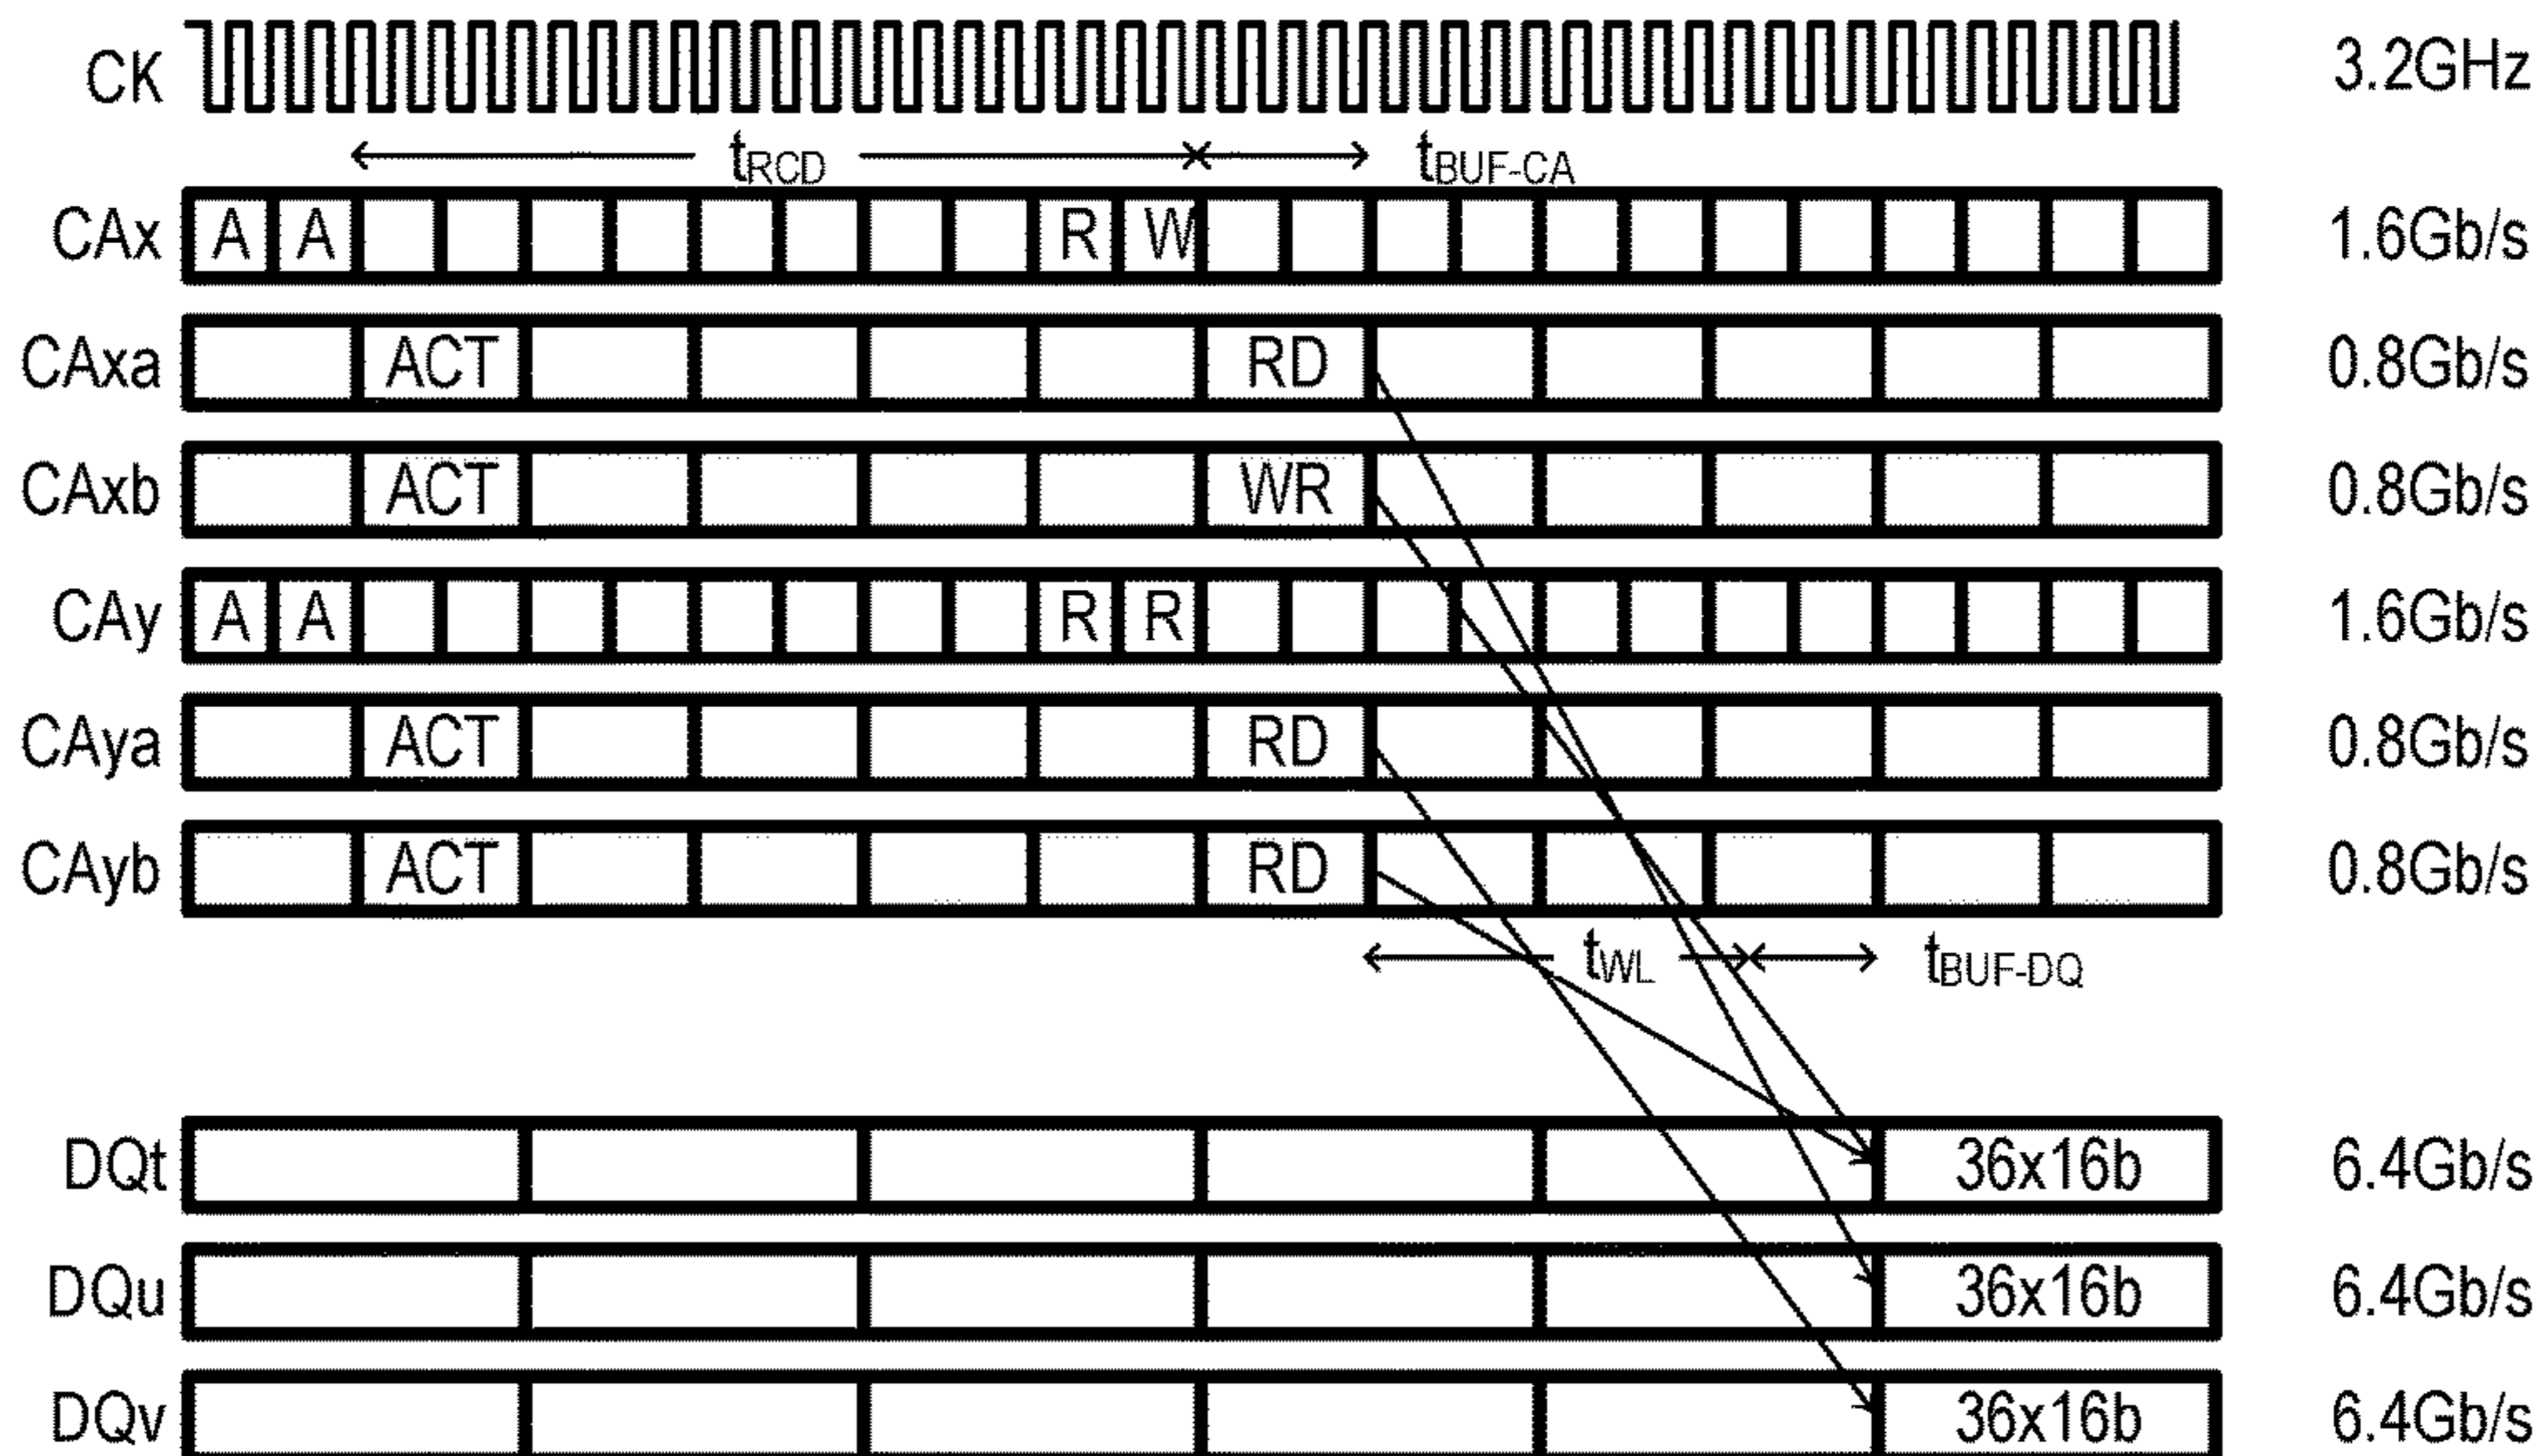 CK 3.2GHz
tRCD tBUF-CA
CAx A A R W 1.6Gb/s
CAxa ACT RD 0.8Gb/s
CAxb ACT WR 0.8Gb/s
CAy A A R R 1.6Gb/s
CAya ACT RD 0.8Gb/s
CAyb ACT RD 0.8Gb/s
tWL tBUF-DQ
DQt 36x16b 6.4Gb/s
DQu 36x16b 6.4Gb/s
DQv 36x16b 6.4Gb/s